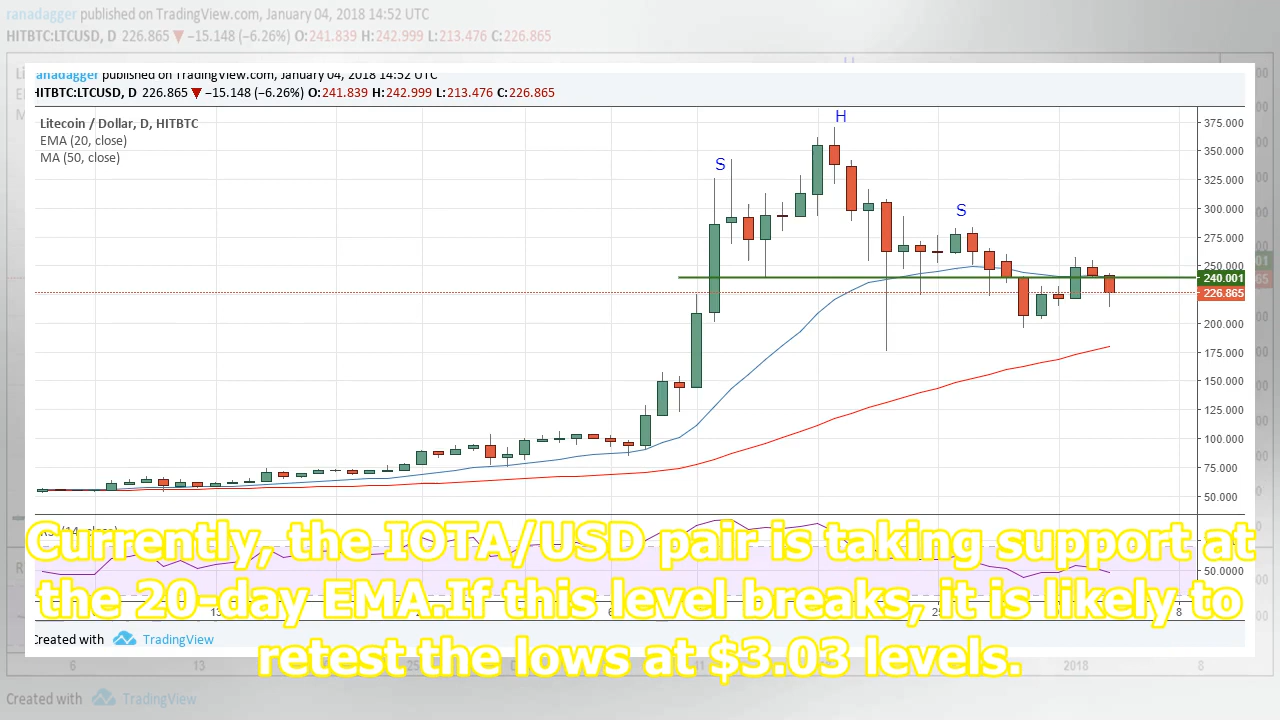 ranadagger published on TradingView.com, January 04, 2018 14:52 UTC
HITBTC:LTCUSD, D 226.865 ▼ −15.148 (−6.26%) O:241.839 H:242.999 L:213.476 C:226.865
anadagger published on TradingView.com, January 04, 2018 14:52 UTC
HITBTC:LTCUSD, D 226.865 ▼ −15.148 (−6.26%) O:241.839 H:242.999 L:213.476 C:226.865
Litecoin / Dollar, D, HITBTC
EMA (20, close)
MA (50, close)
H
S
S
375.000
350.000
325.000
300.000
275.000
250.000
240.001
226.865
200.000
175.000
150.000
125.000
100.000
75.000
50.000
50.0000
Currently, the IOTA/USD pair is taking support at
the 20-day EMA.If this level breaks, it is likely to
retest the lows at $3.03 levels.
Created with TradingView
6 13 11 2018 8
Created with TradingView